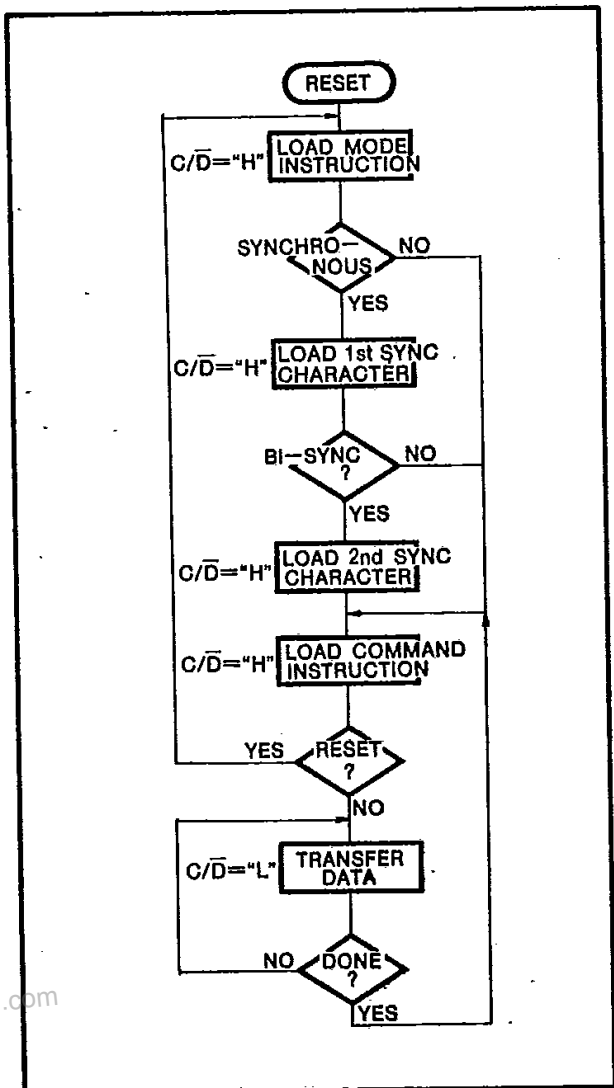 RESET
C/D̅="H"
LOAD MODE
INSTRUCTION
SYNCHRO-
NOUS
NO
YES
C/D̅="H"
LOAD 1st SYNC
CHARACTER
BI-SYNC
?
NO
YES
C/D̅="H"
LOAD 2nd SYNC
CHARACTER
C/D̅="H"
LOAD COMMAND
INSTRUCTION
YES
RESET
?
NO
C/D̅="L"
TRANSFER
DATA
NO
DONE
?
YES
.com